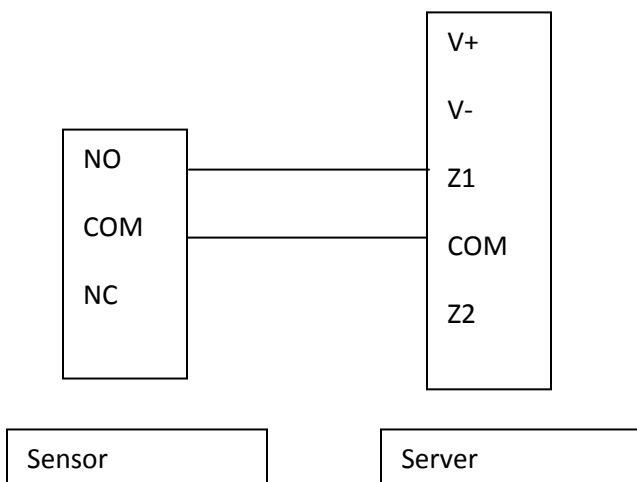 NO
COM
NC
V+
V-
Z1
COM
Z2
Sensor
Server